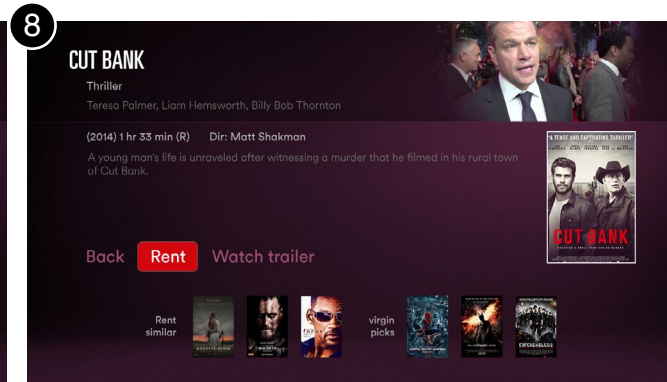 8
CUT BANK
Thriller
Teresa Palmer, Liam Hemsworth, Billy Bob Thornton
(2014) 1 hr 33 min (R) Dir: Matt Shakman
A young man's life is unraveled after witnessing a murder that he filmed in his rural town
of Cut Bank.
"A TENSE AND CAPTIVATING THRILLER"
CUT BANK
Back Rent Watch trailer
Rent
similar
virgin
picks